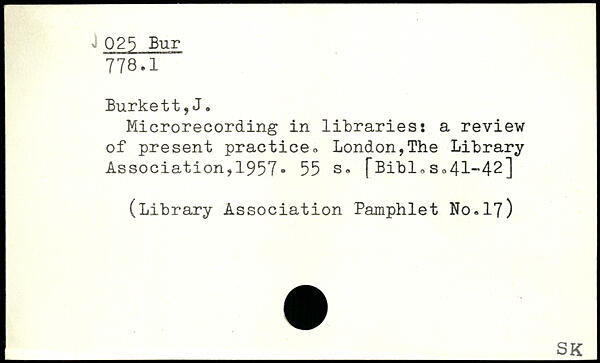 025 Bur
778.1
Burkett,J.
Microrecording in libraries: a review
of present practice. London,The Library
Association,1957. 55 s. [Bibl.s.41-42]
(Library Association Pamphlet No.17)
SK